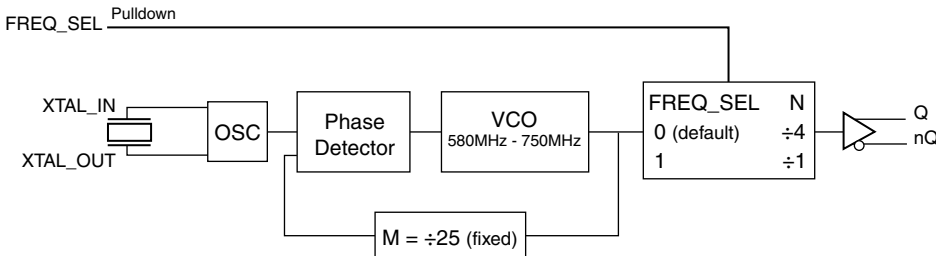 Pulldown
FREQ_SEL
XTAL_IN
XTAL_OUT
OSC
Phase
Detector
VCO
580MHz - 750MHz
FREQ_SEL N
0 (default) ÷4
1 ÷1
Q
nQ
M = ÷25 (fixed)